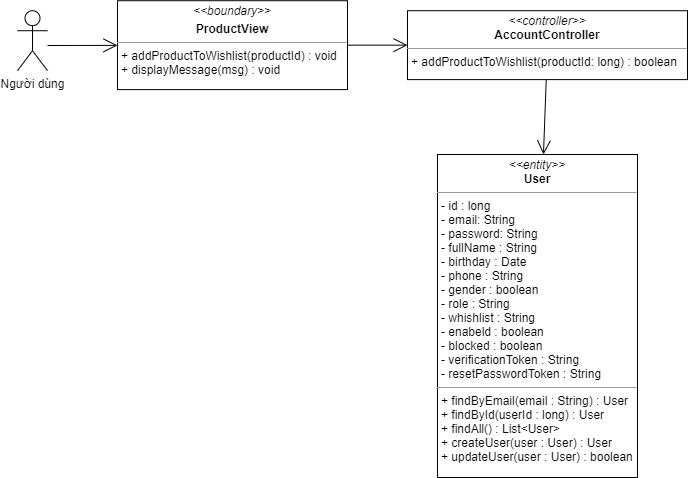 <<boundary>>
ProductView
+ addProductToWishlist(productId) : void
+ displayMessage(msg) : void
<<controller>>
AccountController
+ addProductToWishlist(productId: long) : boolean
Người dùng
<<entity>>
User
- id : long
- email: String
- password: String
- fullName : String
- birthday : Date
- phone : String
- gender : boolean
- role : String
- whishlist : String
- enabeld : boolean
- blocked : boolean
- verificationToken : String
- resetPasswordToken : String
+ findByEmail(email : String) : User
+ findById(userId : long) : User
+ findAll() : List<User>
+ createUser(user : User) : User
+ updateUser(user : User) : boolean